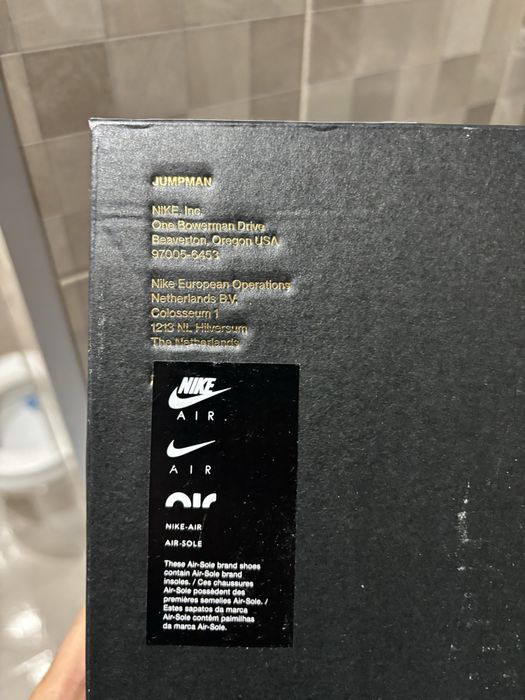 JUMPMAN
NIKE, Inc.
One Bowerman Drive
Beaverton, Oregon USA
97005-6453
Nike European Operations
Netherlands B.V.
Colosseum 1
1213 NL Hilversum
The Netherlands
NIKE
AIR
AIR
air
NIKE-AIR
AIR-SOLE
These Air-Sole brand shoes
contain Air-Sole brand
insoles. / Ces chaussures
Air-Sole possèdent des
premières semelles Air-Sole. /
Estes sapatos da marca
Air-Sole contêm palmilhas
da marca Air-Sole.